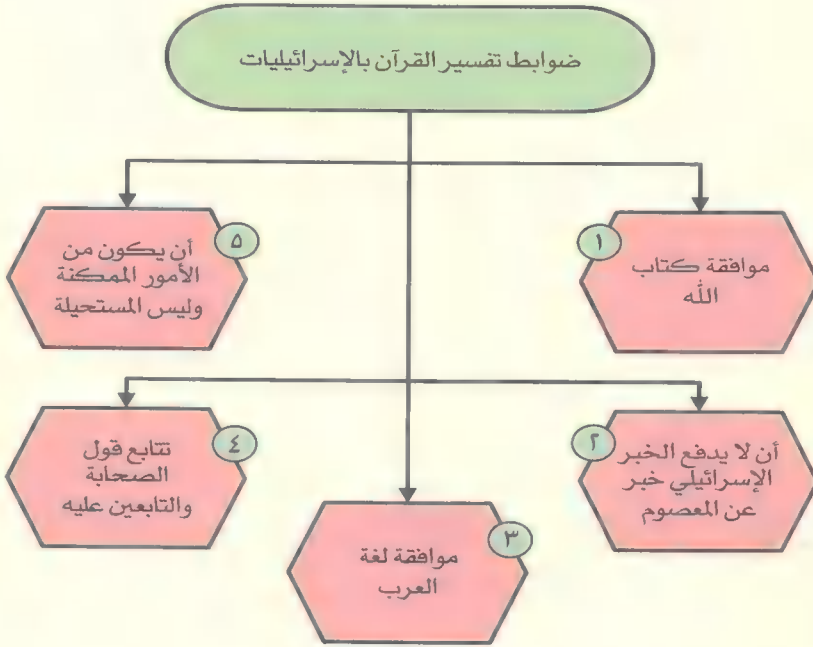 ضوابط تفسير القرآن بالإسرائيليات
١
موافقة كتاب
الله
٢
أن لا يدفع الخبر
الإسرائيلي خبر
عن المعصوم
٣
موافقة لغة
العرب
٤
تتابع قول
الصحابة
والتابعين عليه
٥
أن يكون من
الأمور الممكنة
وليس المستحيلة